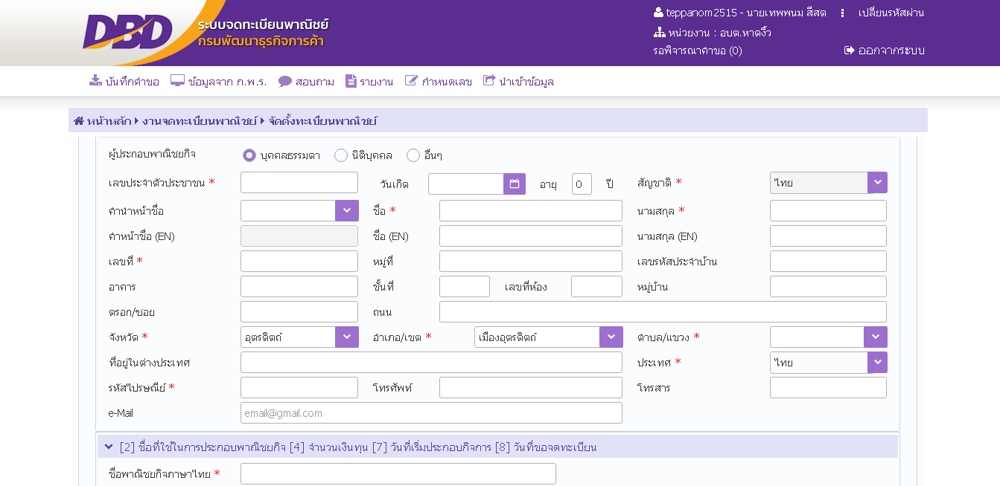 DBD ระบบจดทะเบียนพาณิชย์
กรมพัฒนาธุรกิจการค้า
teppanom2515 - นายเทพพนม สีสด เปลี่ยนรหัสผ่าน
หน่วยงาน : อบต.หาดงิ้ว
รอพิจารณาคำขอ (0) ออกจากระบบ
บันทึกคำขอ ข้อมูลจาก ก.พ.ร. สอบถาม รายงาน กำหนดเลข นำเข้าข้อมูล
หน้าหลัก งานจดทะเบียนพาณิชย์ จัดตั้งทะเบียนพาณิชย์
ผู้ประกอบพาณิชยกิจ บุคคลธรรมดา นิติบุคคล อื่นๆ
เลขประจำตัวประชาชน * วันเกิด อายุ 0 ปี สัญชาติ * ไทย
คำนำหน้าชื่อ ชื่อ * นามสกุล *
คำหน้าชื่อ (EN) ชื่อ (EN) นามสกุล (EN)
เลขที่ * หมู่ที่ เลขรหัสประจำบ้าน
อาคาร ชั้นที่ เลขที่ห้อง หมู่บ้าน
ตรอก/ซอย ถนน
จังหวัด * อุตรดิตถ์ อำเภอ/เขต * เมืองอุตรดิตถ์ ตำบล/แขวง *
ที่อยู่ในต่างประเทศ ประเทศ * ไทย
รหัสไปรษณีย์ * โทรศัพท์ โทรสาร
e-Mail email@gmail.com
[2] ชื่อที่ใช้ในการประกอบพาณิชยกิจ [4] จำนวนเงินทุน [7] วันที่เริ่มประกอบกิจการ [8] วันที่ขอจดทะเบียน
ชื่อพาณิชยกิจภาษาไทย *